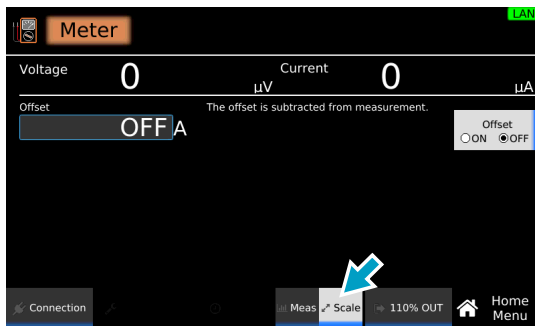 LAN
Meter
Voltage
0
µV
Current
0
µA
Offset
The offset is subtracted from measurement.
OFF A
Offset
ON OFF
Connection
Meas
Scale
110% OUT
Home
Menu